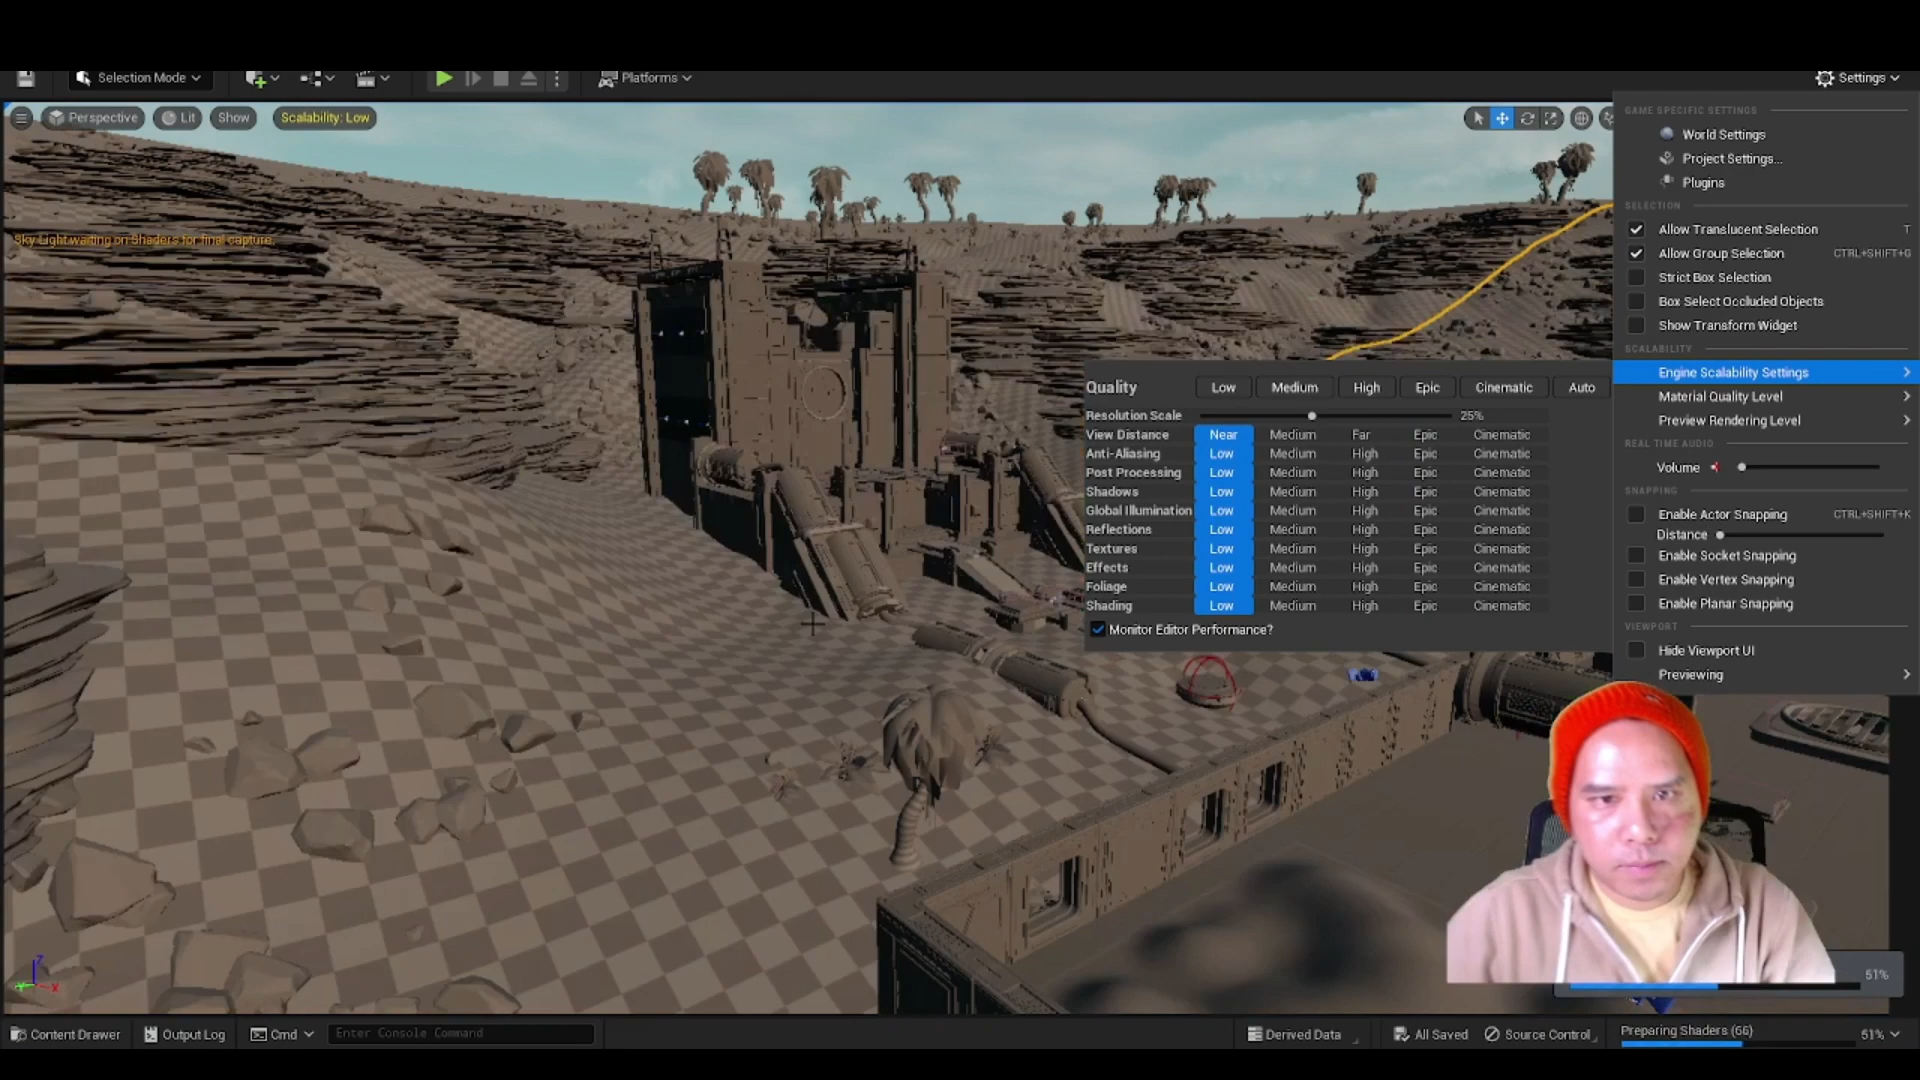 Selection Mode
Platforms
Settings
Perspective
Lit
Show
Scalability: Low
Sky Light waiting on Shaders for final capture.
GAME SPECIFIC SETTINGS
World Settings
Project Settings...
Plugins
SELECTION
Allow Translucent Selection T
Allow Group Selection CTRL+SHIFT+G
Strict Box Selection
Box Select Occluded Objects
Show Transform Widget
SCALABILITY
Engine Scalability Settings
Material Quality Level
Preview Rendering Level
REAL TIME AUDIO
Volume
SNAPPING
Enable Actor Snapping CTRL+SHIFT+K
Distance
Enable Socket Snapping
Enable Vertex Snapping
Enable Planar Snapping
VIEWPORT
Hide Viewport UI
Previewing
Quality Low Medium High Epic Cinematic Auto
Resolution Scale 25%
View Distance Near Medium Far Epic Cinematic
Anti-Aliasing Low Medium High Epic Cinematic
Post Processing Low Medium High Epic Cinematic
Shadows Low Medium High Epic Cinematic
Global Illumination Low Medium High Epic Cinematic
Reflections Low Medium High Epic Cinematic
Textures Low Medium High Epic Cinematic
Effects Low Medium High Epic Cinematic
Foliage Low Medium High Epic Cinematic
Shading Low Medium High Epic Cinematic
Monitor Editor Performance?
Z
Y
X
51%
Content Drawer
Output Log
Cmd
Enter Console Command
Derived Data
All Saved
Source Control
Preparing Shaders (66)
51%